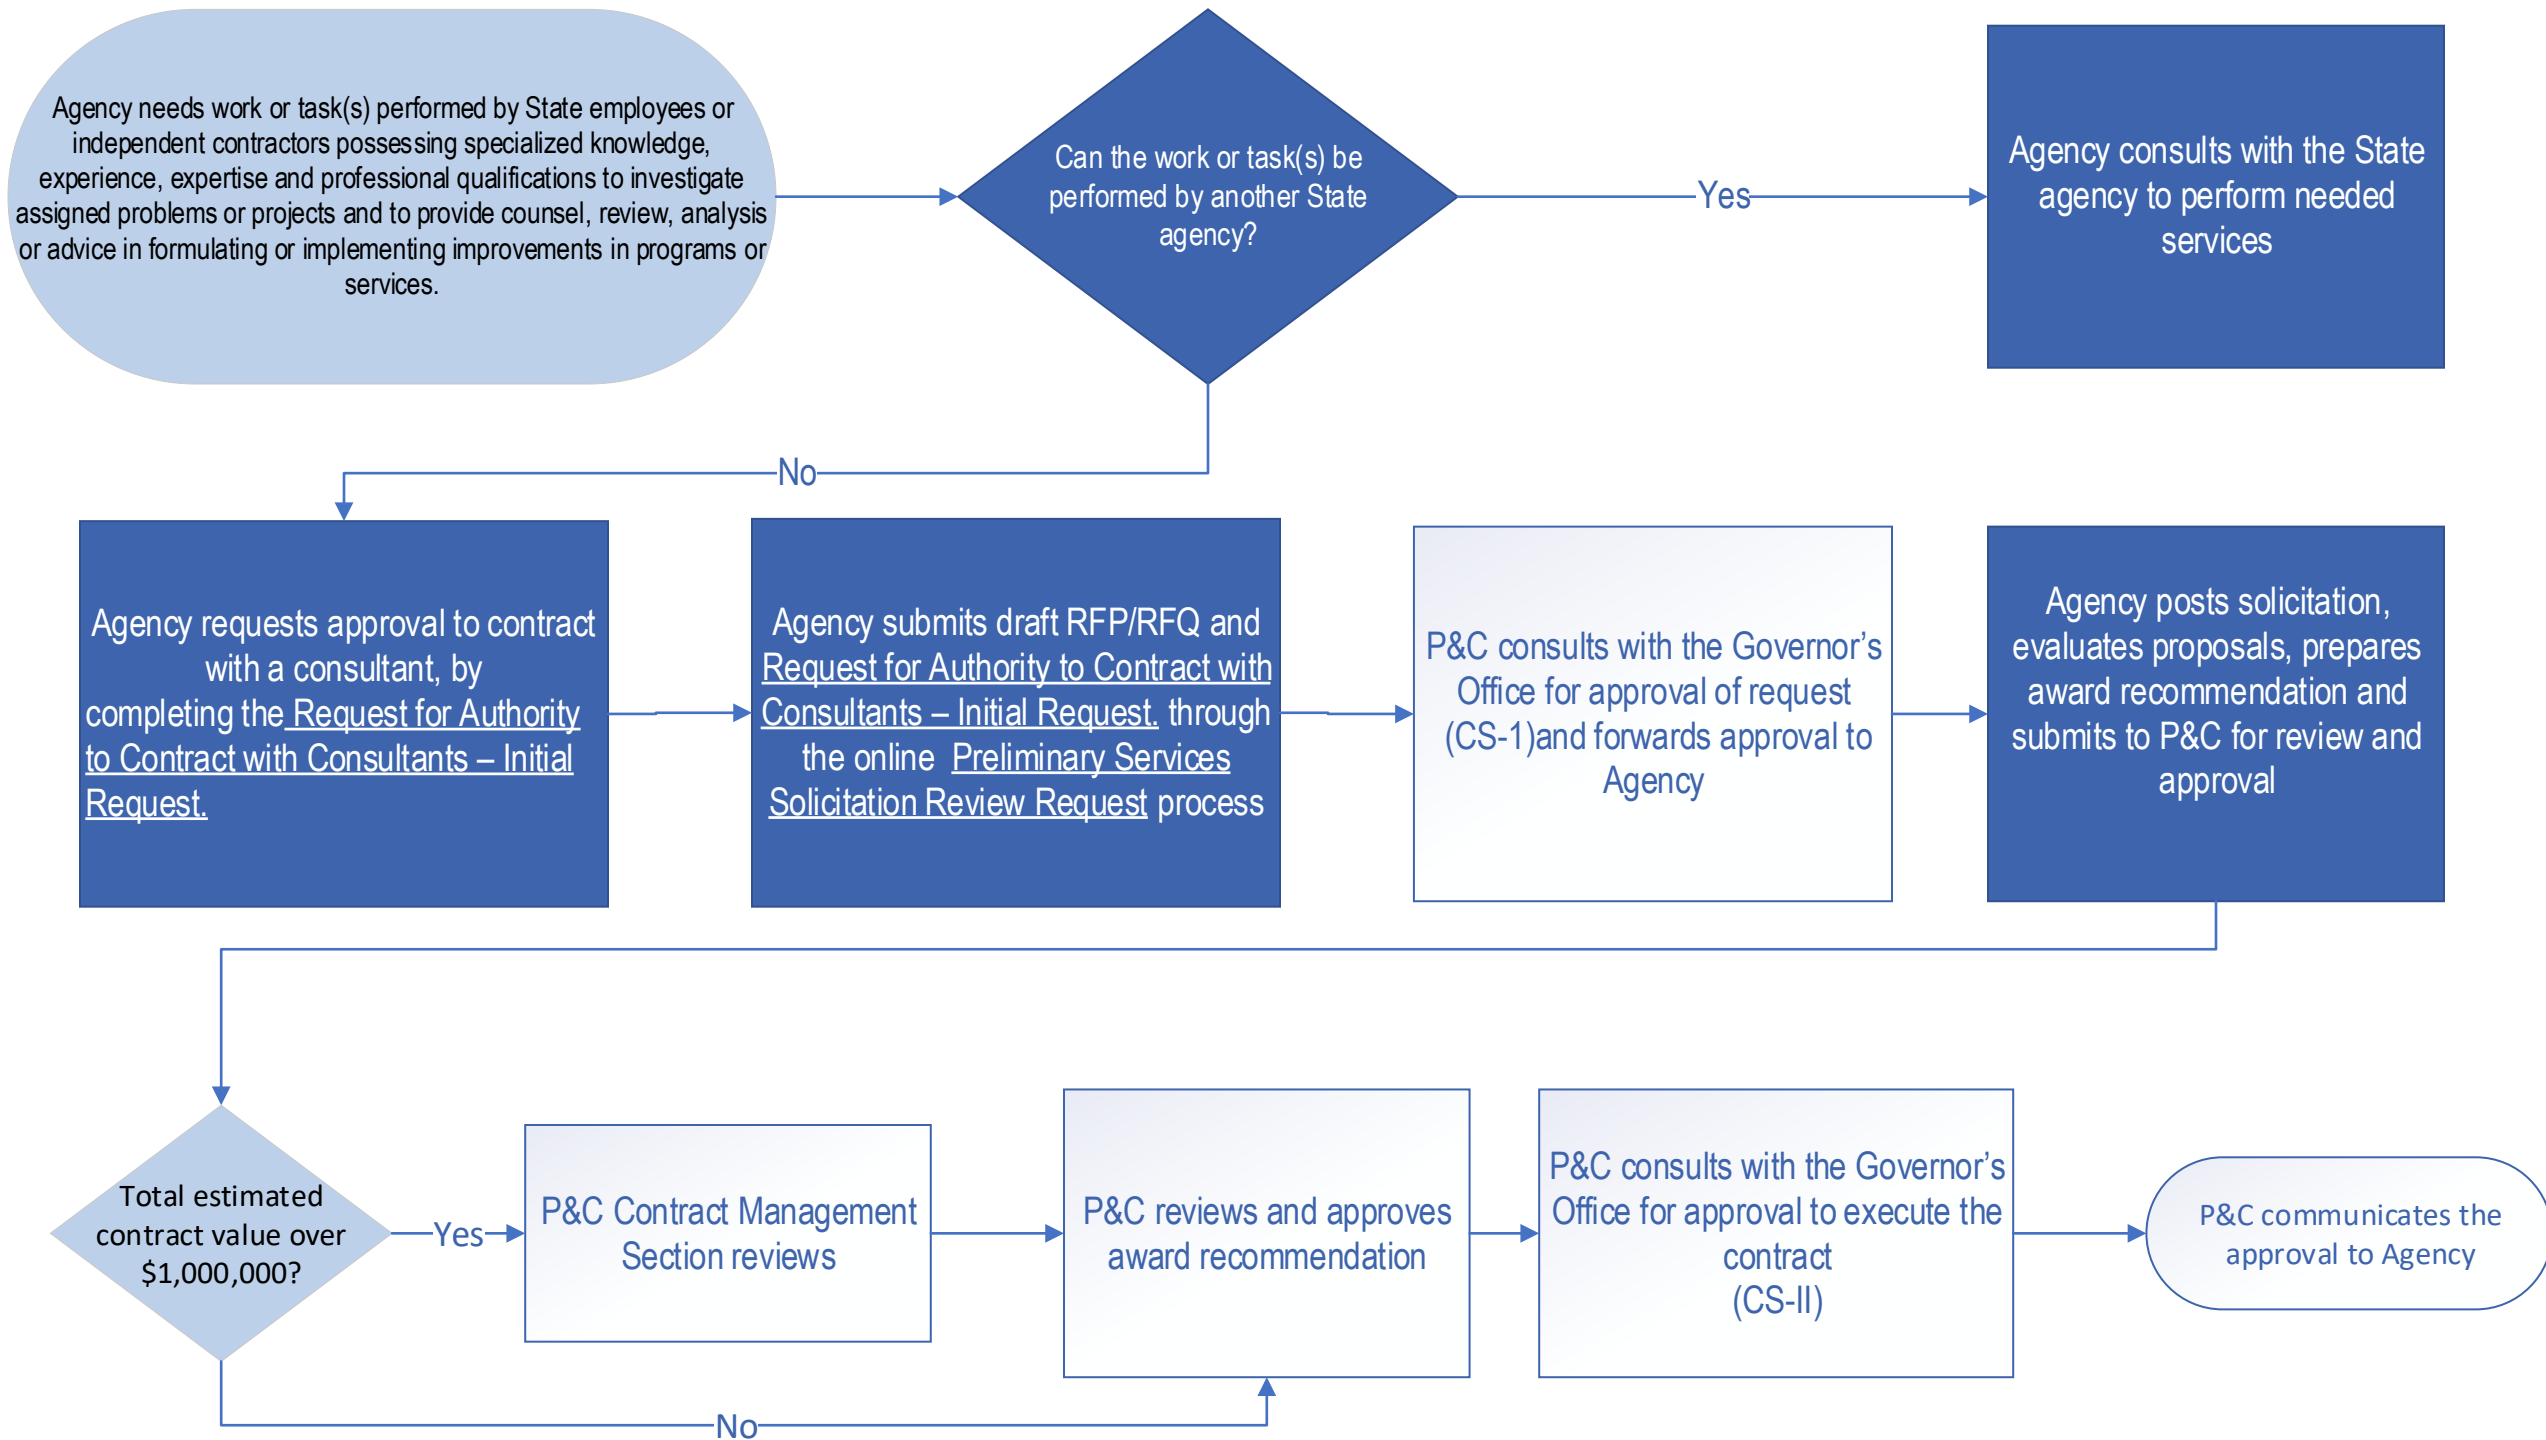 Agency needs work or task(s) performed by State employees or
independent contractors possessing specialized knowledge,
experience, expertise and professional qualifications to investigate
assigned problems or projects and to provide counsel, review, analysis
or advice in formulating or implementing improvements in programs or
services.
Can the work or task(s) be
performed by another State
agency?
Yes
Agency consults with the State
agency to perform needed
services
No
Agency requests approval to contract
with a consultant, by
completing the Request for Authority
to Contract with Consultants – Initial
Request.
Agency submits draft RFP/RFQ and
Request for Authority to Contract with
Consultants – Initial Request. through
the online Preliminary Services
Solicitation Review Request process
P&C consults with the Governor’s
Office for approval of request
(CS-1)and forwards approval to
Agency
Agency posts solicitation,
evaluates proposals, prepares
award recommendation and
submits to P&C for review and
approval
Total estimated
contract value over
$1,000,000?
Yes
P&C Contract Management
Section reviews
P&C reviews and approves
award recommendation
P&C consults with the Governor’s
Office for approval to execute the
contract
(CS-II)
P&C communicates the
approval to Agency
No